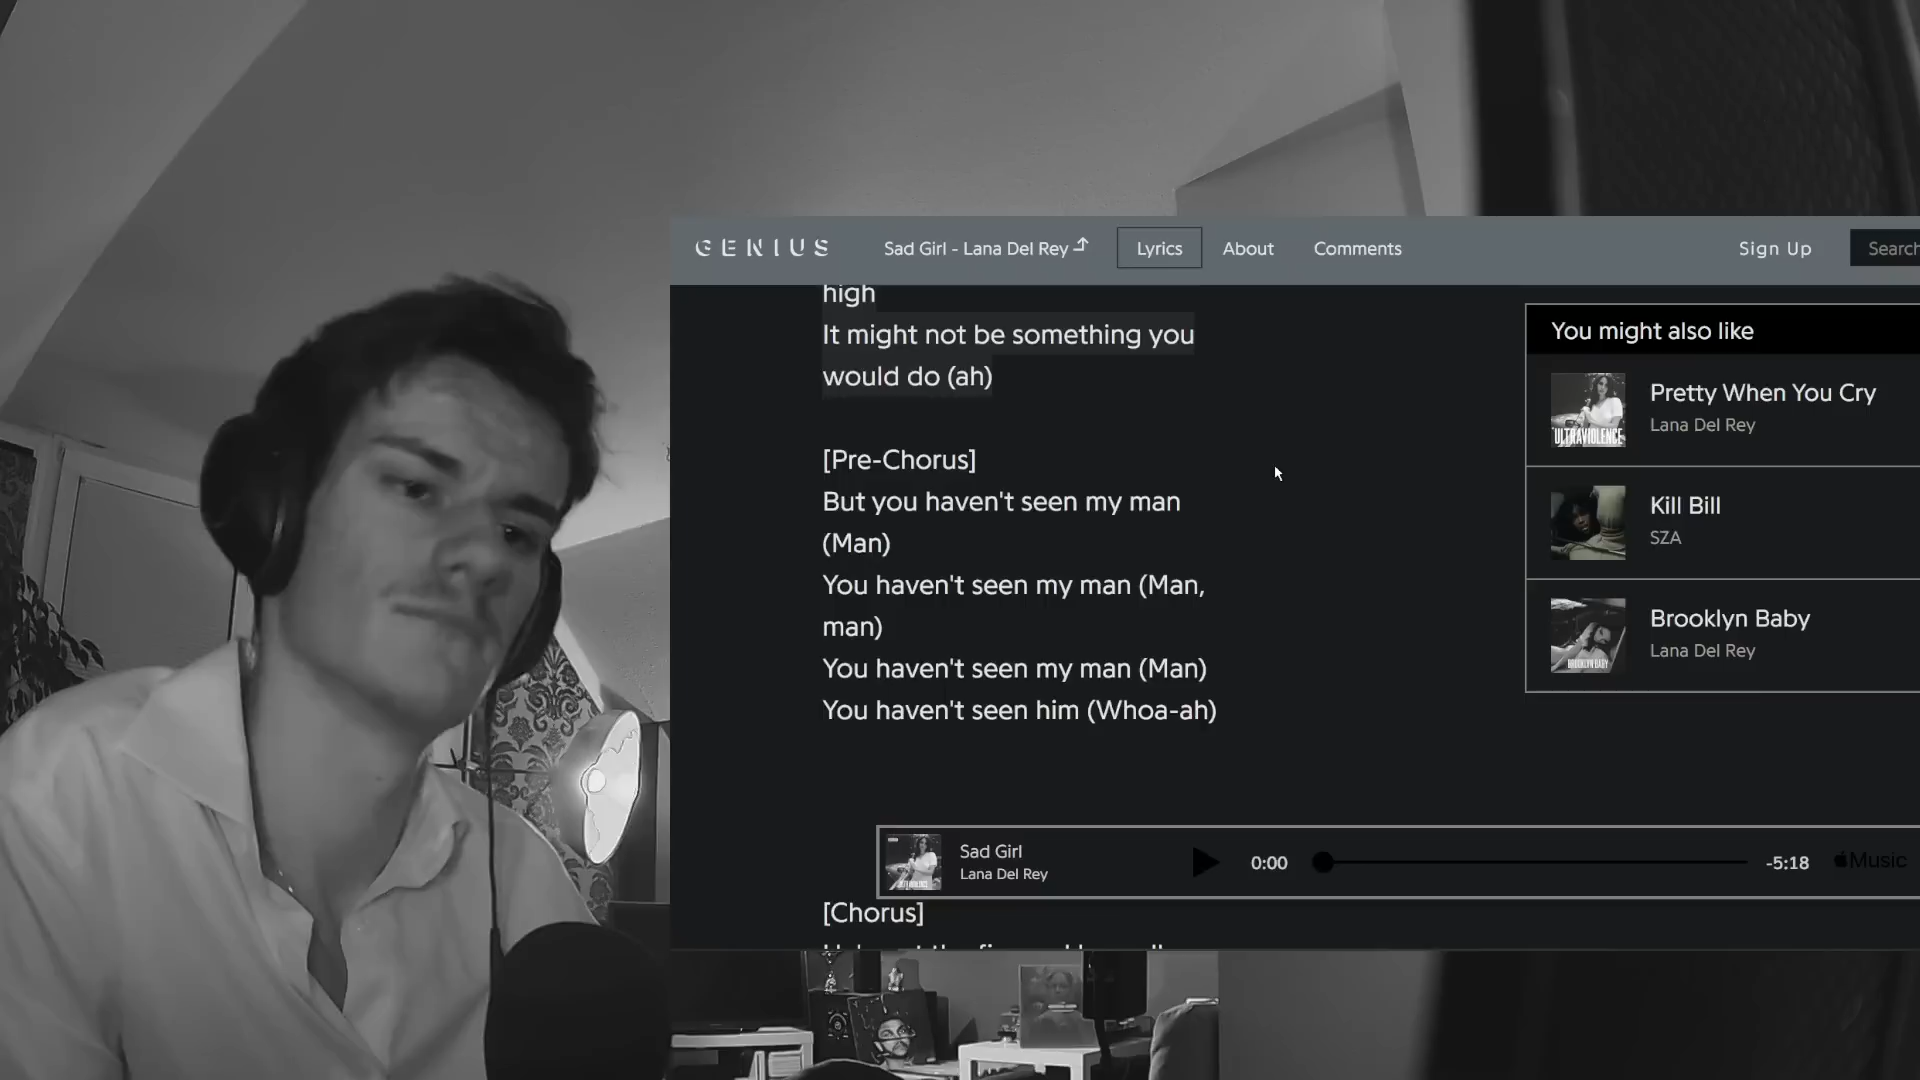 GENIUS
Sad Girl - Lana Del Rey
Lyrics
About
Comments
Sign Up
Search
high
It might not be something you
would do (ah)
[Pre-Chorus]
But you haven't seen my man
(Man)
You haven't seen my man (Man,
man)
You haven't seen my man (Man)
You haven't seen him (Whoa-ah)
You might also like
ULTRAVIOLENCE
Pretty When You Cry
Lana Del Rey
Kill Bill
SZA
BROOKLYN BABY
Brooklyn Baby
Lana Del Rey
Sad Girl
Lana Del Rey
0:00
-5:18
Music
[Chorus]